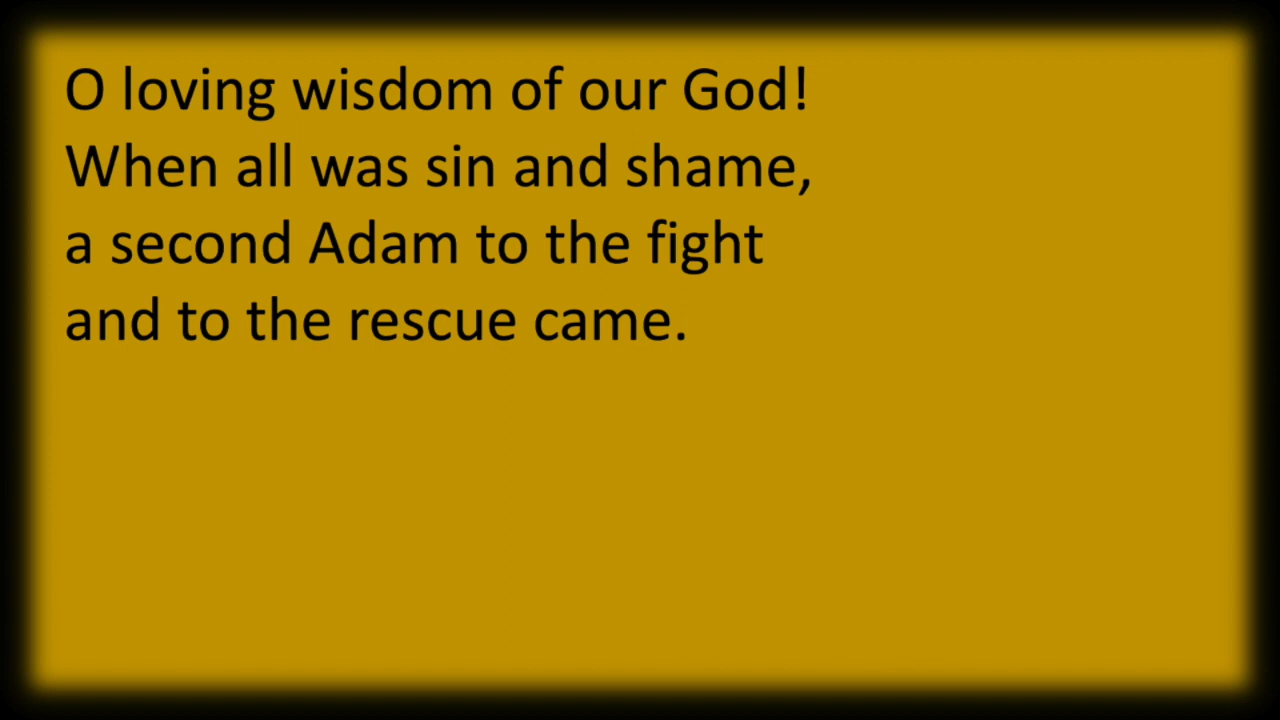 O loving wisdom of our God!
When all was sin and shame,
a second Adam to the fight
and to the rescue came.